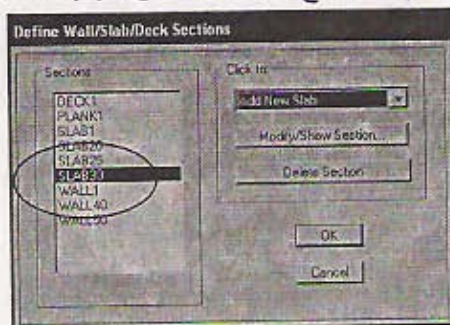 Define Wall/Slab/Deck Sections
Sections
Click to:
DECK1
PLANK1
SLAB1
SLAB20
SLAB25
SLAB30
WALL1
WALL40
Add New Slab
Modify/Show Section...
Delete Section
OK
Cancel